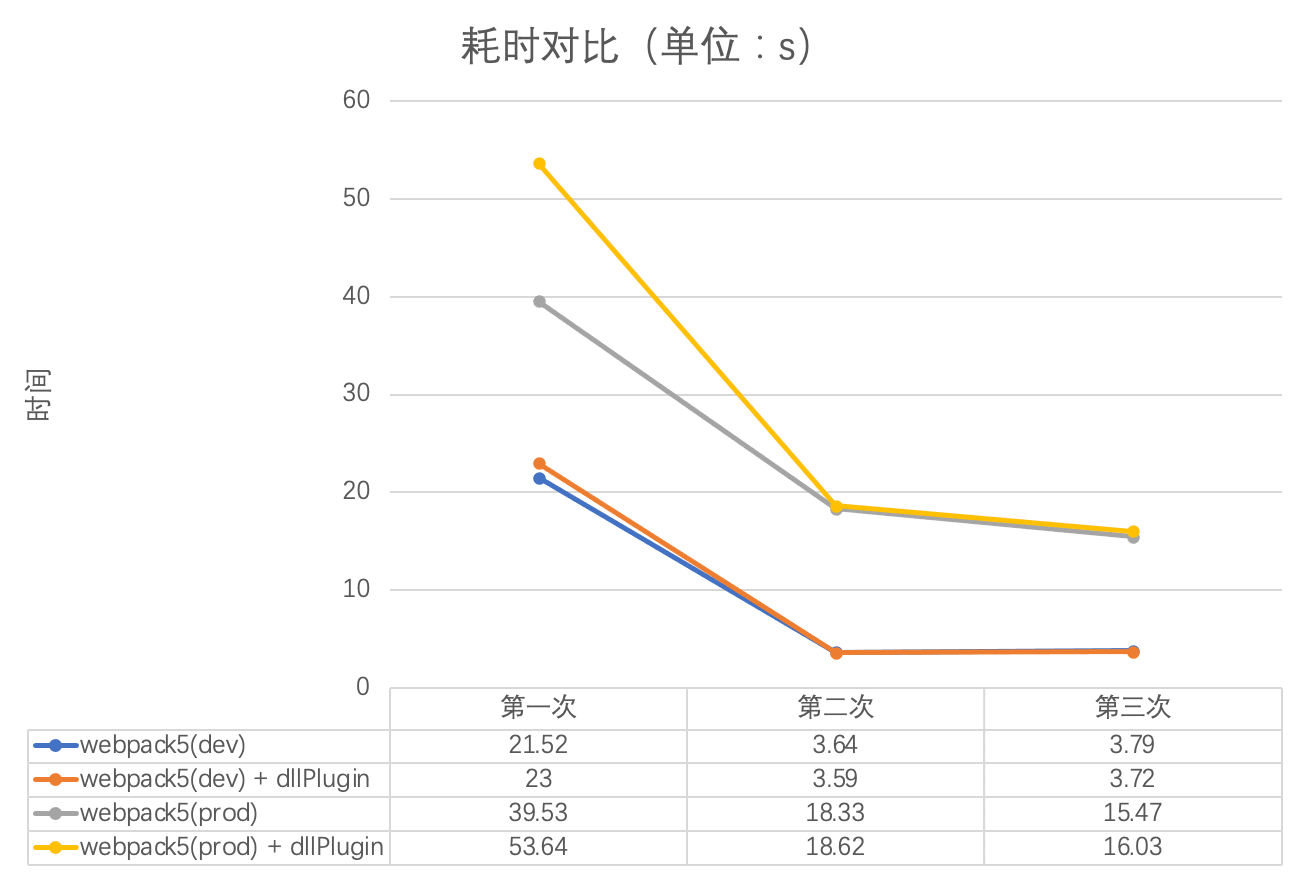 耗时对比（单位：s）
60
50
40
30
20
10
0
时间
第一次 第二次 第三次
webpack5(dev) 21.52 3.64 3.79
webpack5(dev) + dllPlugin 23 3.59 3.72
webpack5(prod) 39.53 18.33 15.47
webpack5(prod) + dllPlugin 53.64 18.62 16.03